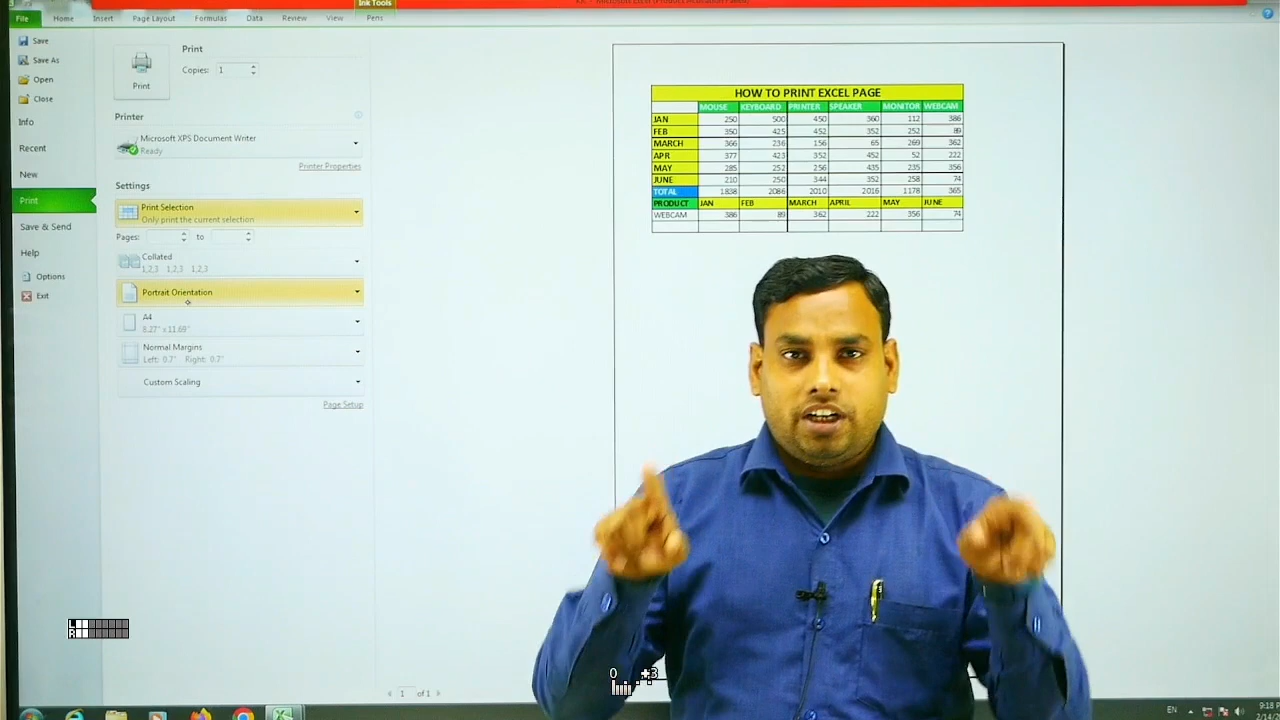 Ink Tools
File Home Insert Page Layout Formulas Data Review View Pens
Save
Save As
Open
Close
Info
Recent
New
Print
Save & Send
Help
Options
Exit
Print
Print
Copies: 1
Printer
Microsoft XPS Document Writer
Ready
Printer Properties
Settings
Print Selection
Only print the current selection
Pages: to
Collated
1,2,3 1,2,3 1,2,3
Portrait Orientation
A4
8.27" x 11.69"
Normal Margins
Left: 0.7" Right: 0.7"
Custom Scaling
Page Setup
1 of 1
HOW TO PRINT EXCEL PAGE
MOUSE KEYBOARD PRINTER SPEAKER MONITOR WEBCAM
JAN 250 500 450 360 112 386
FEB 350 425 452 352 252 89
MARCH 366 236 156 65 269 362
APR 377 423 352 452 52 222
MAY 285 252 256 435 235 356
JUNE 210 250 344 352 258 74
TOTAL 1838 2086 2010 2016 1178 365
PRODUCT JAN FEB MARCH APRIL MAY JUNE
WEBCAM 386 89 362 222 356 74
L
R
0 +3
EN
9:18